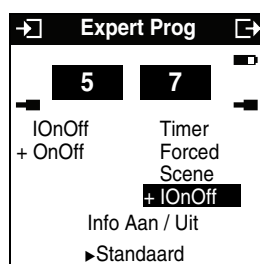 Expert Prog
5 7
IOnOff Timer
+ OnOff Forced
Scene
+ IOnOff
Info Aan / Uit
▸Standaard